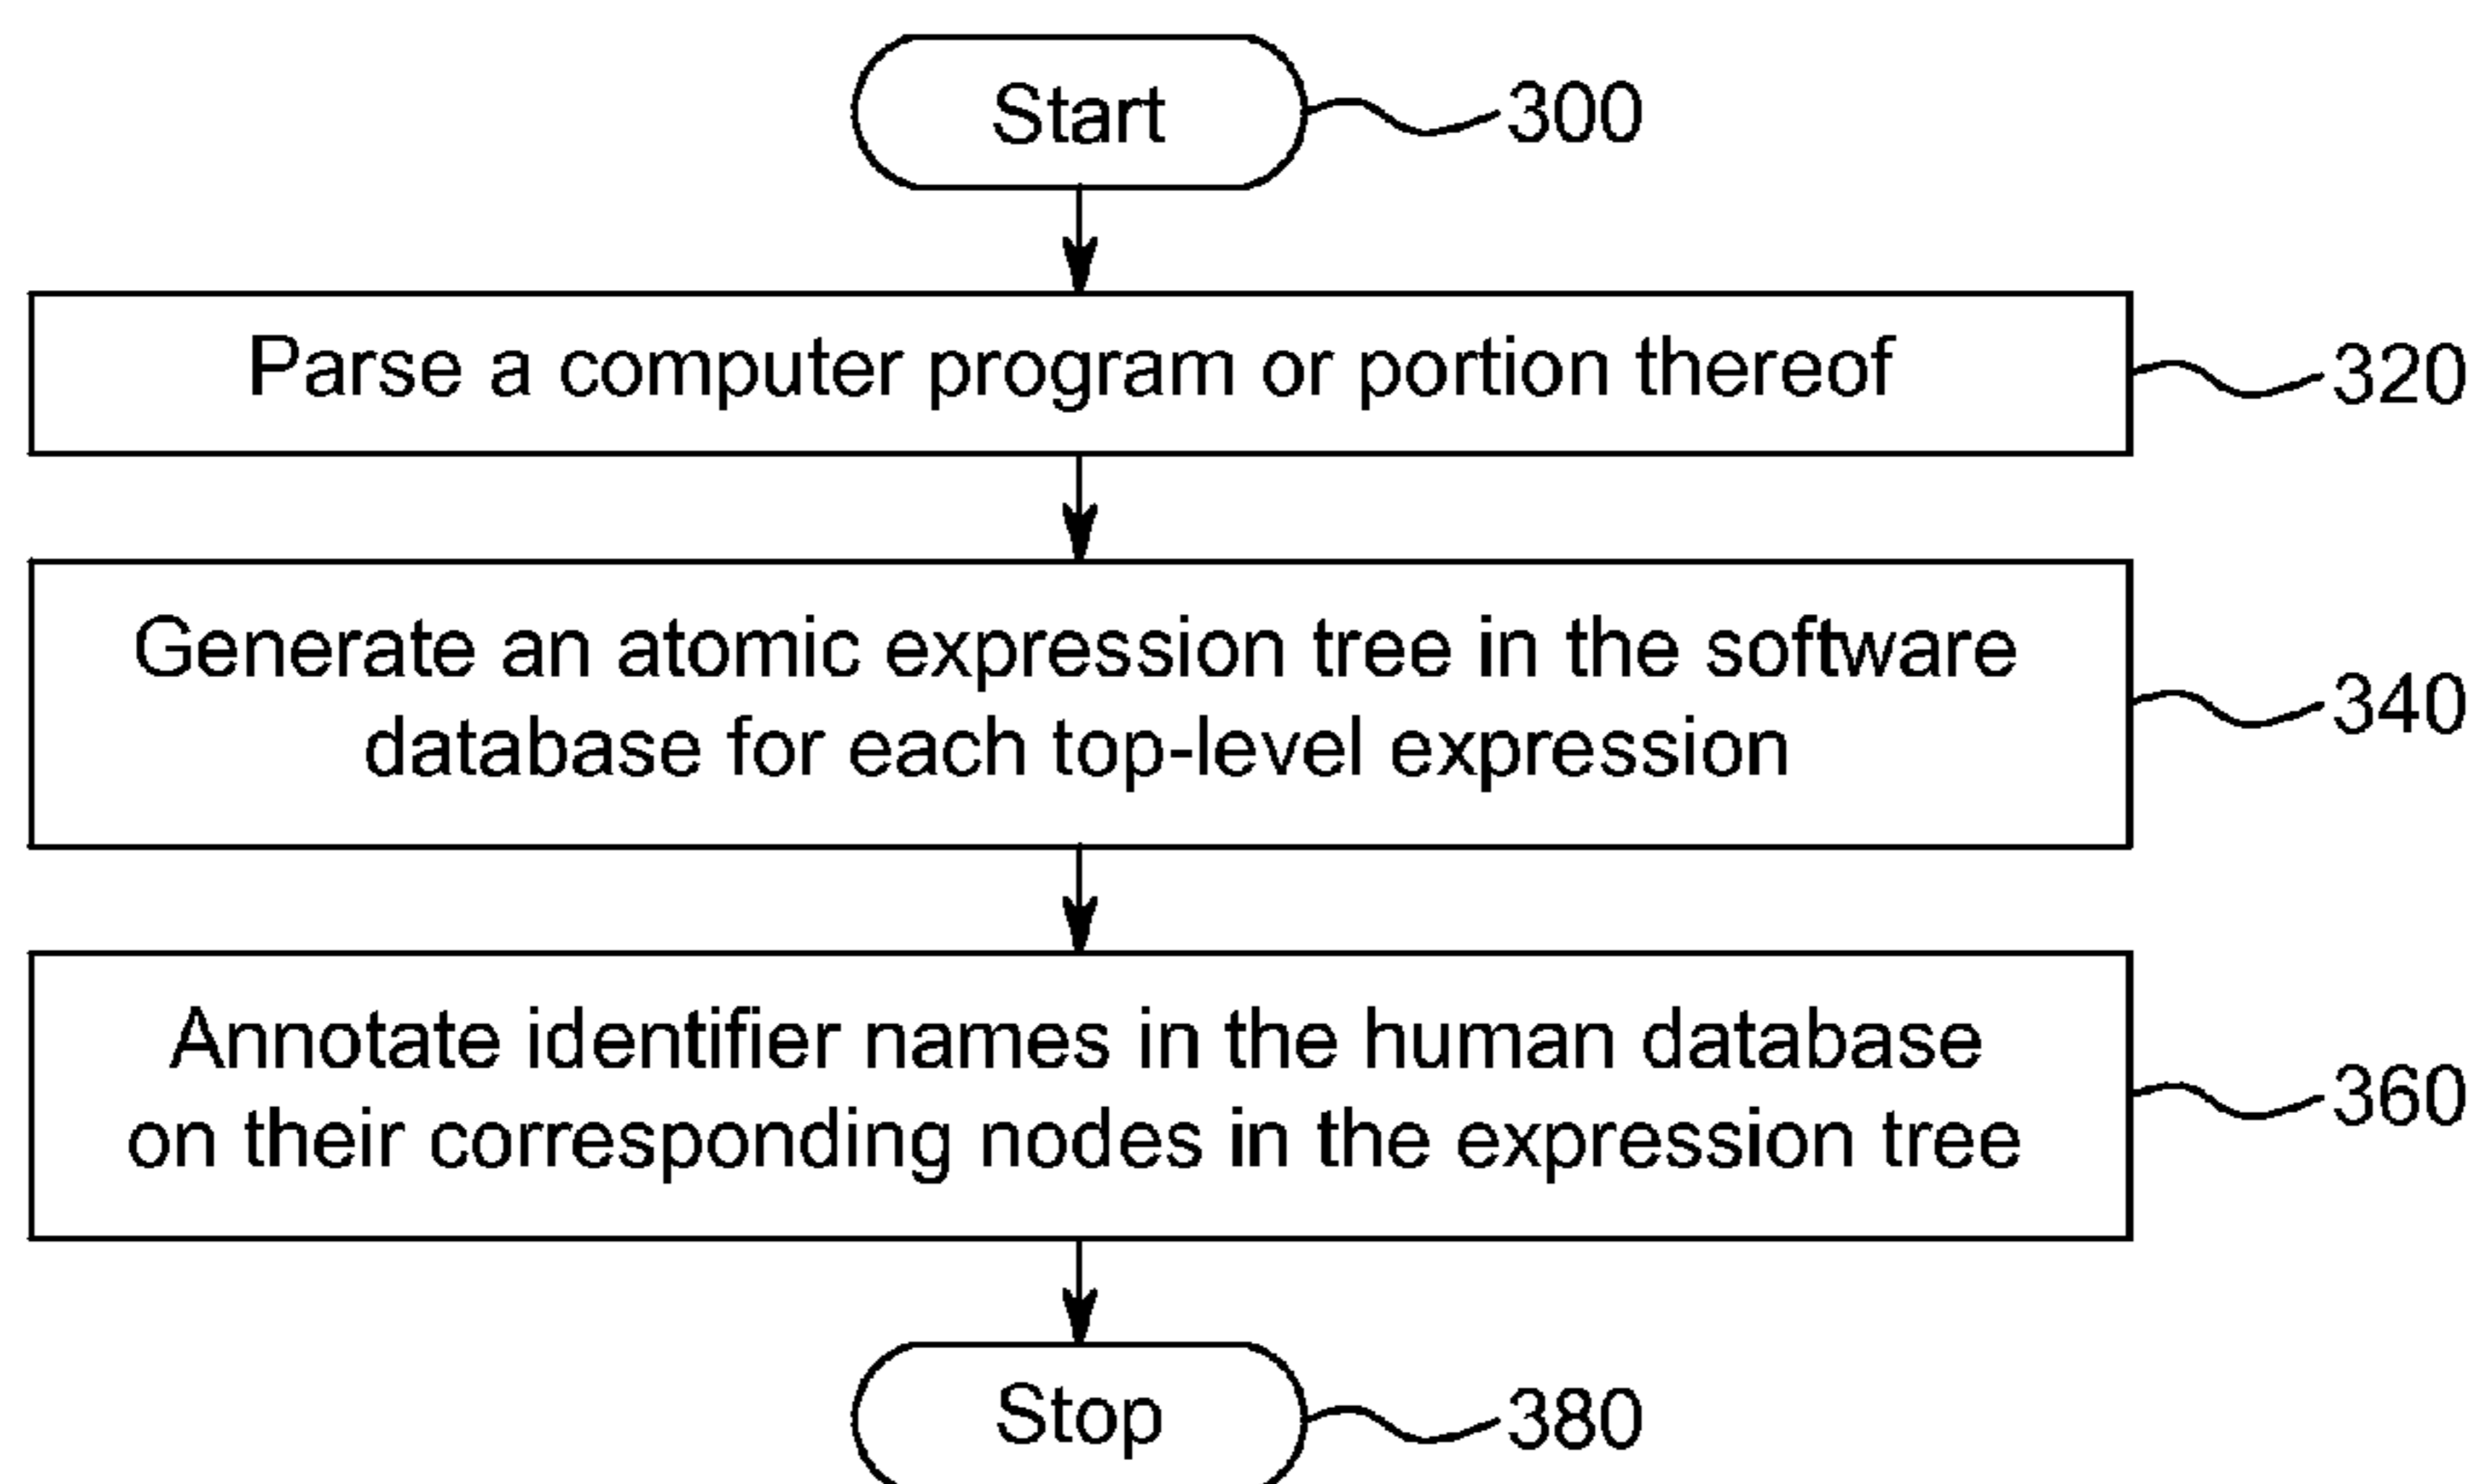 Start
300
Parse a computer program or portion thereof
320
Generate an atomic expression tree in the software
database for each top-level expression
340
Annotate identifier names in the human database
on their corresponding nodes in the expression tree
360
Stop
380